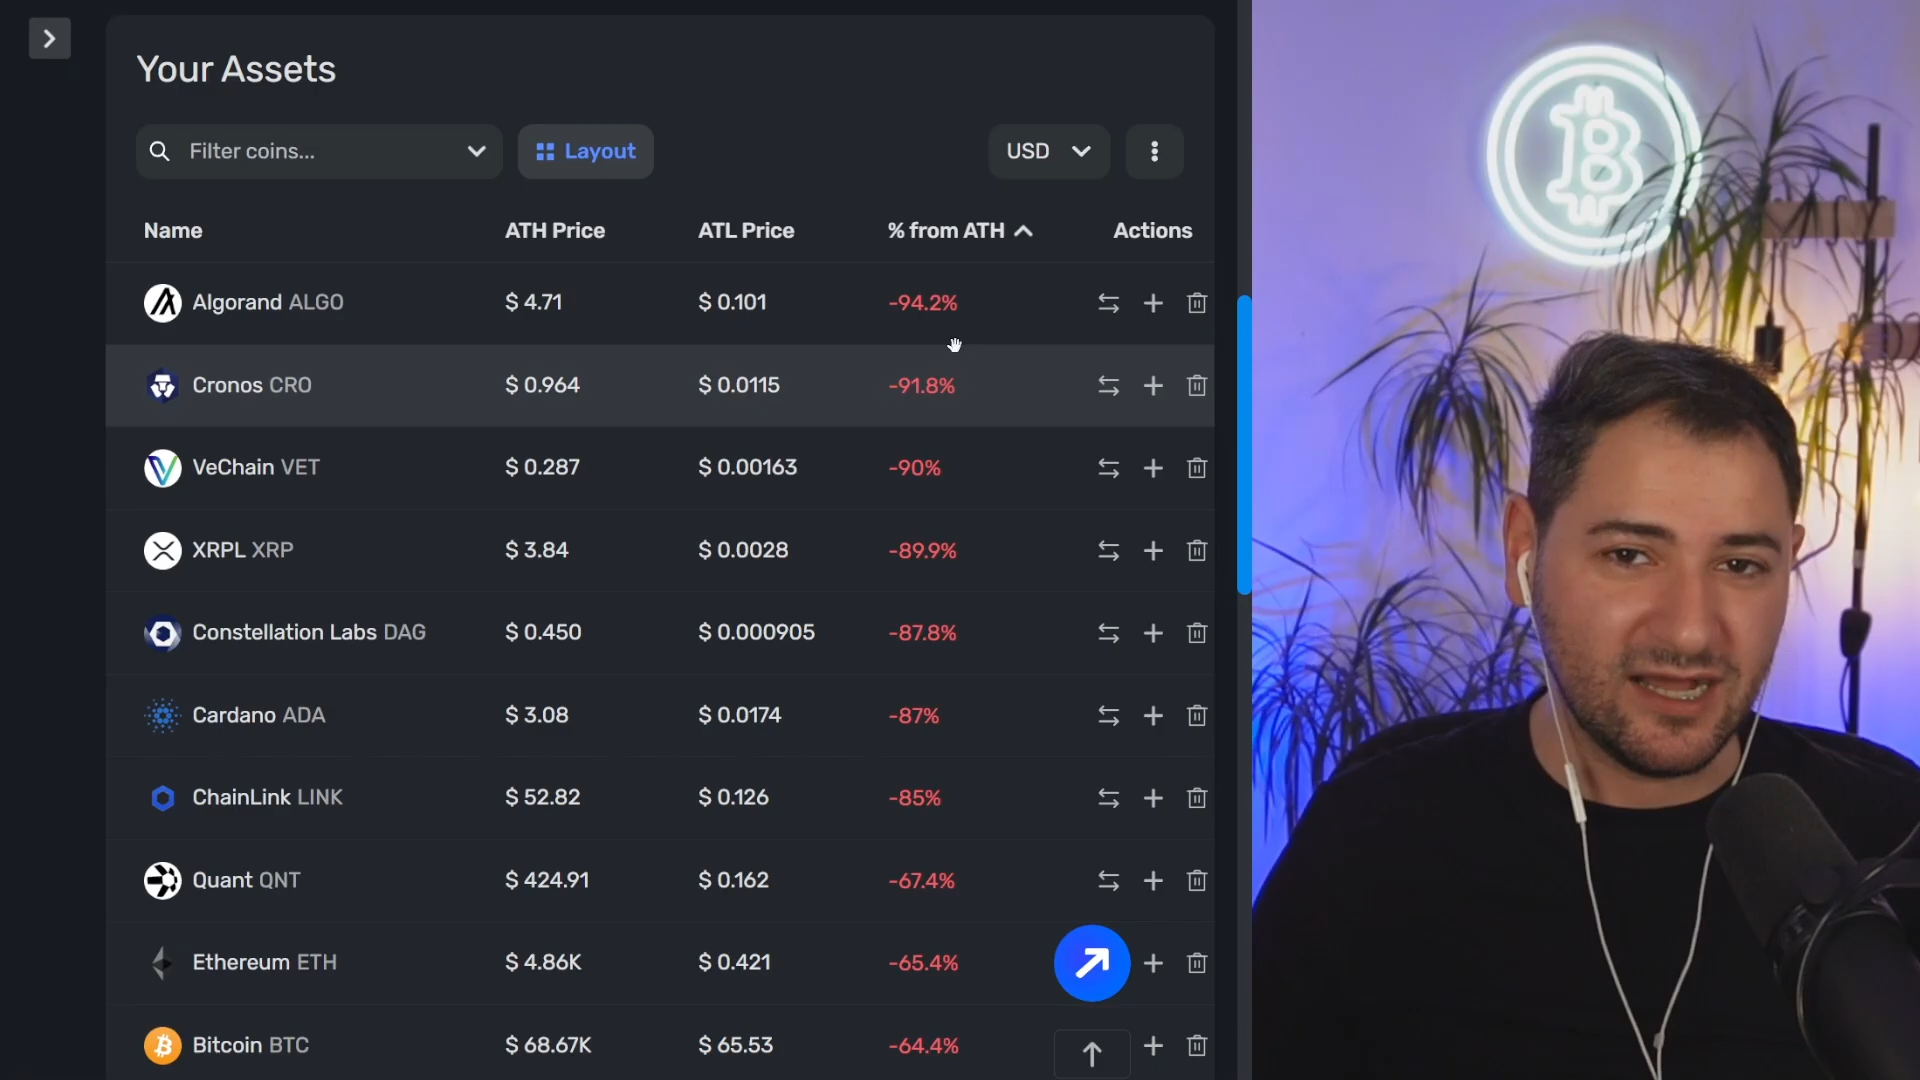 Your Assets
Filter coins...
Layout
USD
Name ATH Price ATL Price % from ATH Actions
Algorand ALGO $ 4.71 $ 0.101 -94.2%
Cronos CRO $ 0.964 $ 0.0115 -91.8%
VeChain VET $ 0.287 $ 0.00163 -90%
XRPL XRP $ 3.84 $ 0.0028 -89.9%
Constellation Labs DAG $ 0.450 $ 0.000905 -87.8%
Cardano ADA $ 3.08 $ 0.0174 -87%
ChainLink LINK $ 52.82 $ 0.126 -85%
Quant QNT $ 424.91 $ 0.162 -67.4%
Ethereum ETH $ 4.86K $ 0.421 -65.4%
Bitcoin BTC $ 68.67K $ 65.53 -64.4%